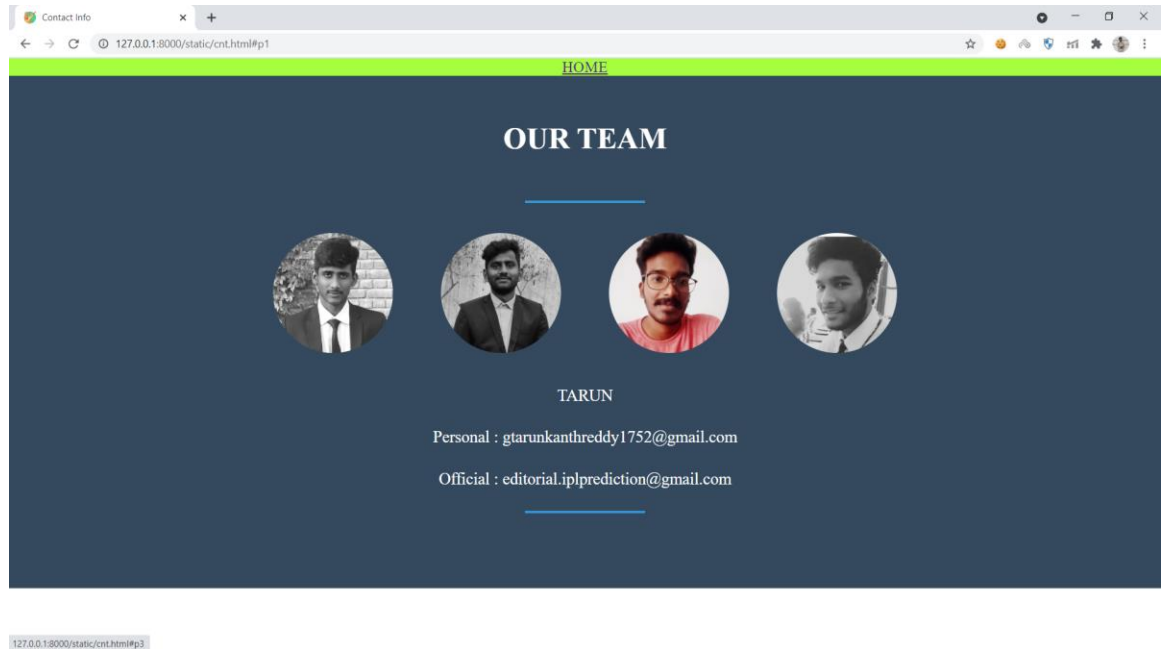 Contact Info
127.0.0.1:8000/static/cnt.html#p1
HOME
OUR TEAM
TARUN
Personal : gtarunkanthreddy1752@gmail.com
Official : editorial.iplprediction@gmail.com
127.0.0.1:8000/static/cnt.html#p3